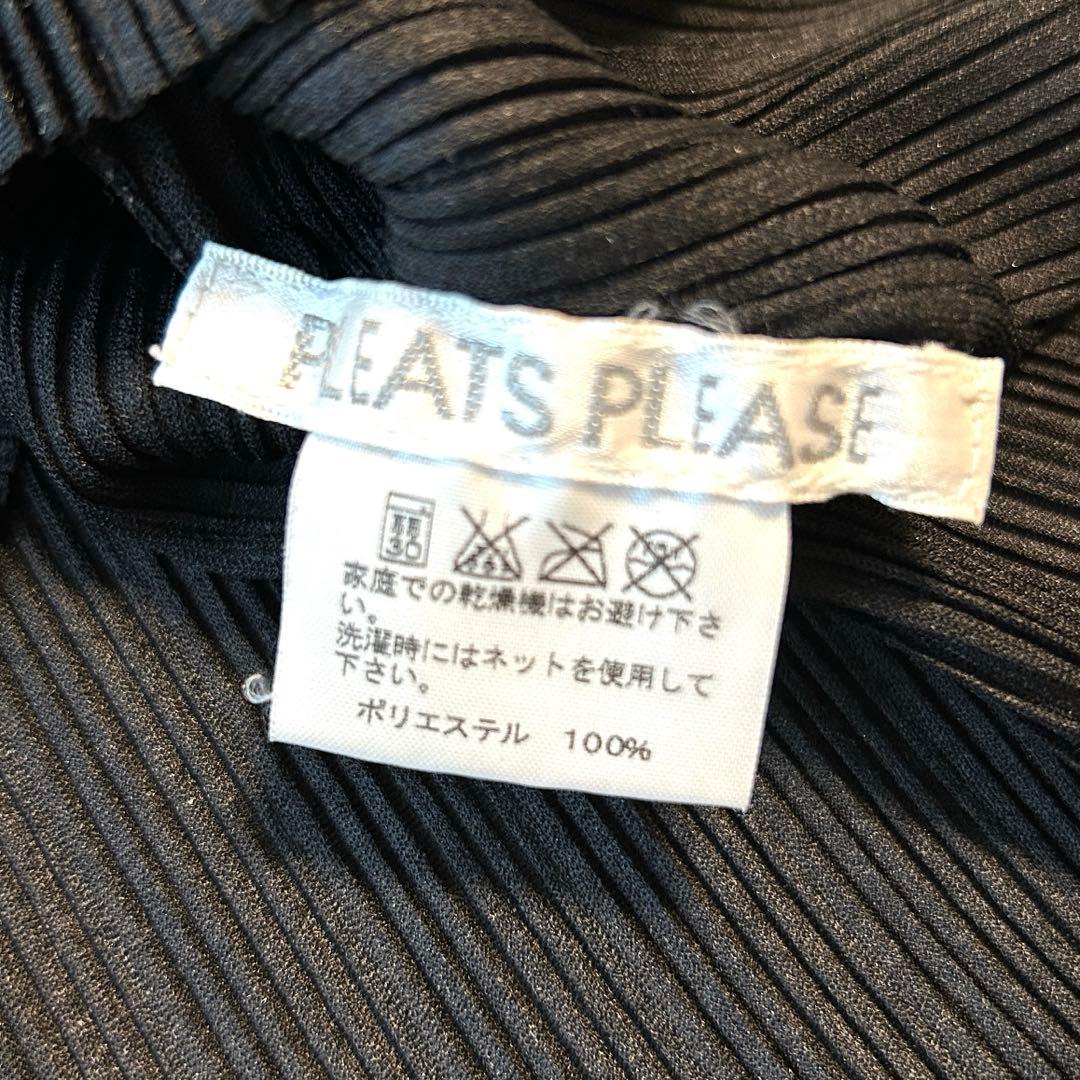 PLEATS PLEASE
30
家庭での乾燥機はお避け下さ
い。
洗濯時にはネットを使用して
下さい。
ポリエステル 100%